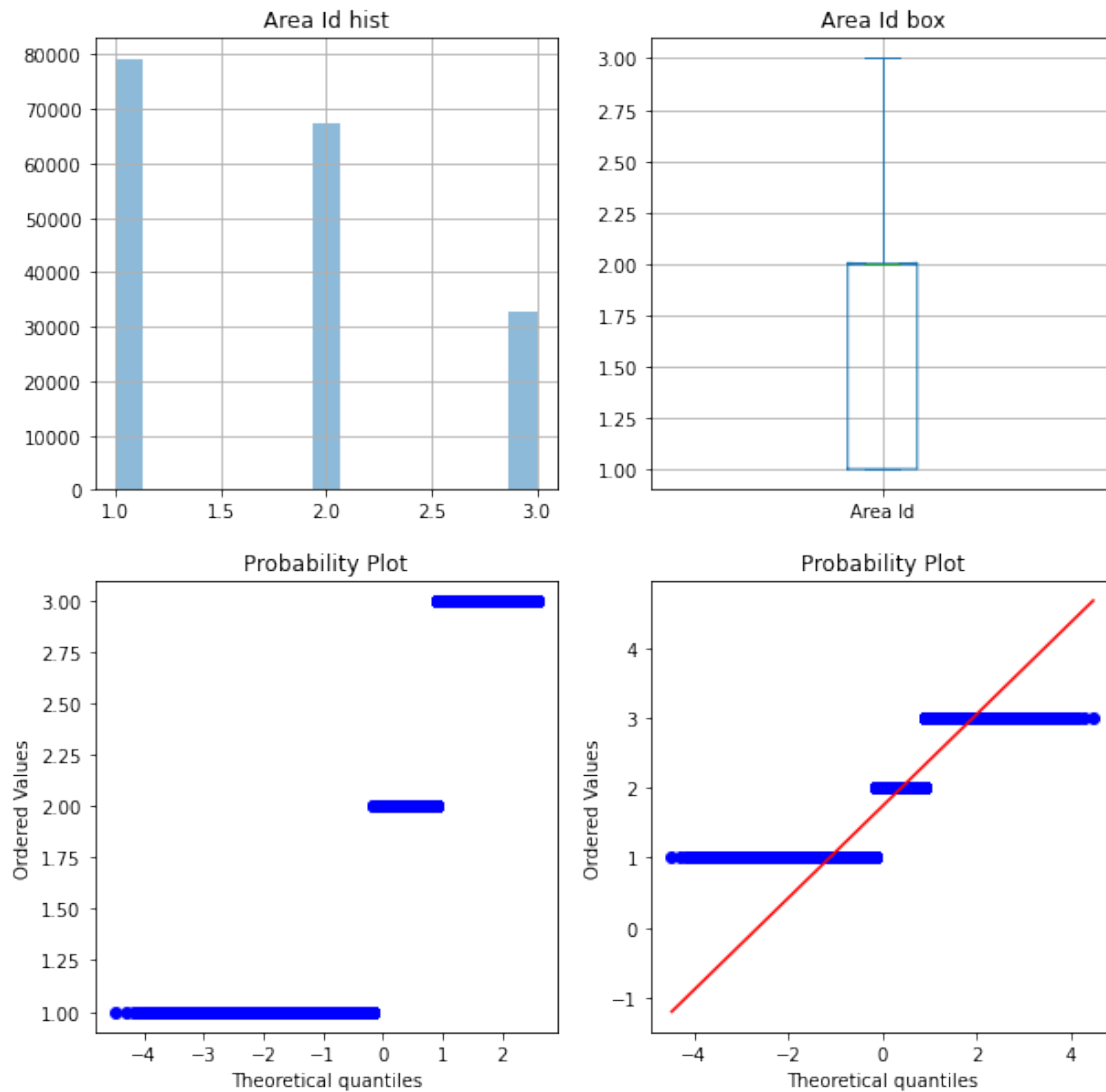 Area Id hist
80000
70000
60000
50000
40000
30000
20000
10000
0
1.0 1.5 2.0 2.5 3.0
Area Id box
3.00
2.75
2.50
2.25
2.00
1.75
1.50
1.25
1.00
Area Id
Probability Plot
Ordered Values
3.00
2.75
2.50
2.25
2.00
1.75
1.50
1.25
1.00
−4 −3 −2 −1 0 1 2
Theoretical quantiles
Probability Plot
Ordered Values
4
3
2
1
0
−1
−4 −2 0 2 4
Theoretical quantiles